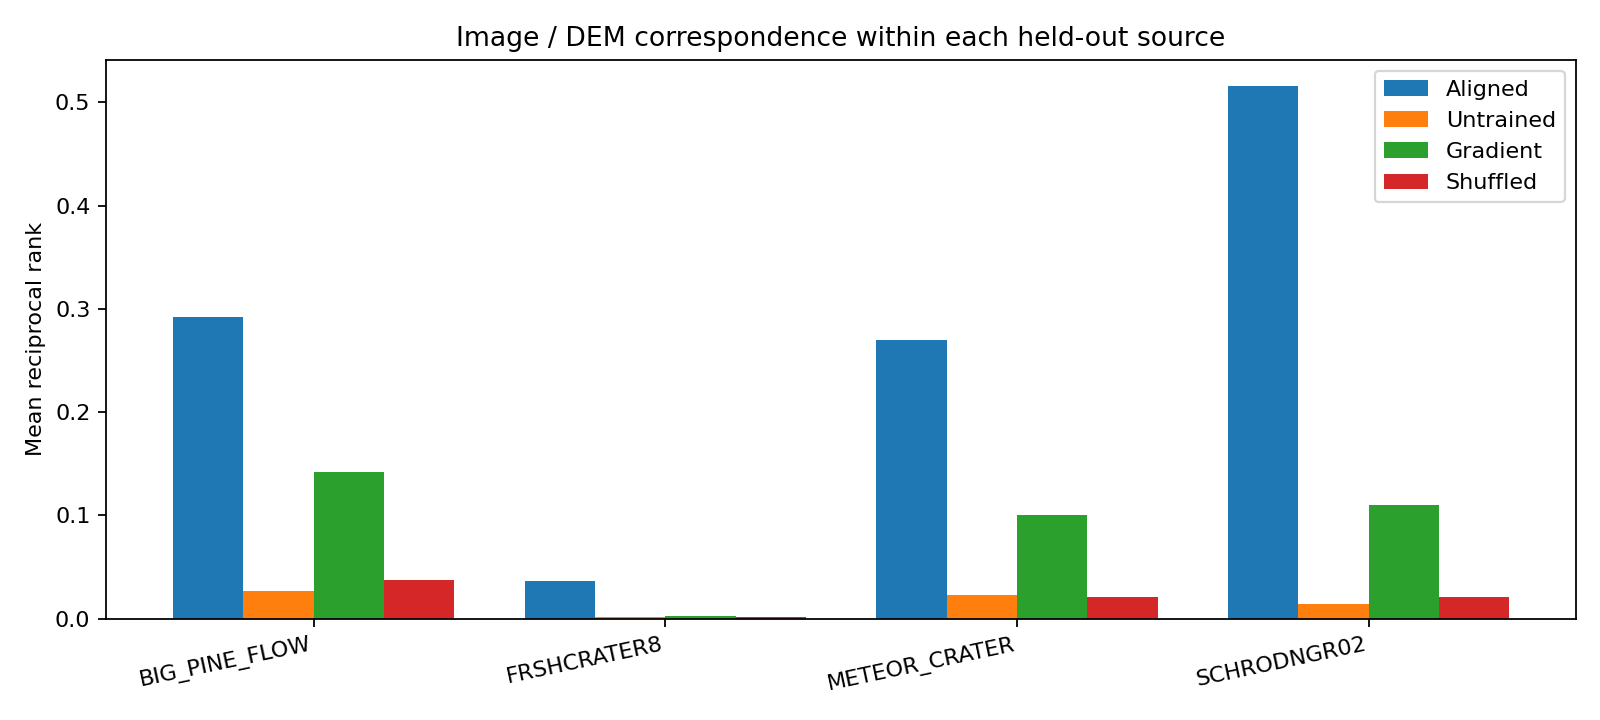 Image / DEM correspondence within each held-out source
Mean reciprocal rank
0.5
0.4
0.3
0.2
0.1
0.0
Aligned
Untrained
Gradient
Shuffled
BIG_PINE_FLOW
FRSHCRATER8
METEOR_CRATER
SCHRODNGR02